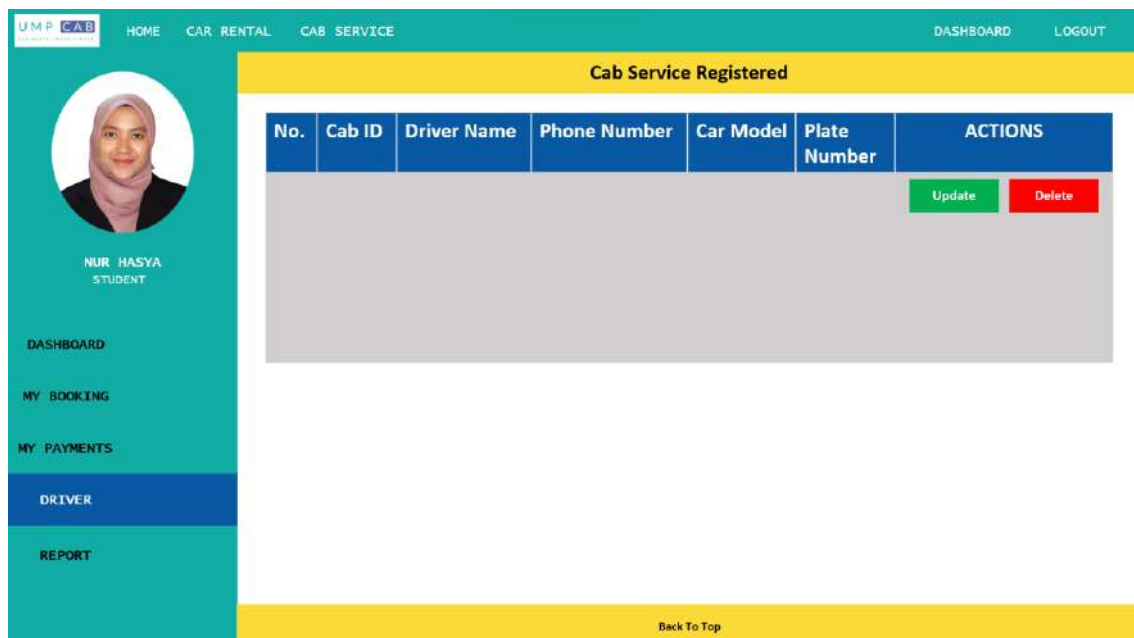 UMP CAB
HOME CAR RENTAL CAB SERVICE DASHBOARD LOGOUT
Cab Service Registered
No. Cab ID Driver Name Phone Number Car Model Plate Number ACTIONS
Update Delete
NUR HASYA
STUDENT
DASHBOARD
MY BOOKING
MY PAYMENTS
DRIVER
REPORT
Back To Top